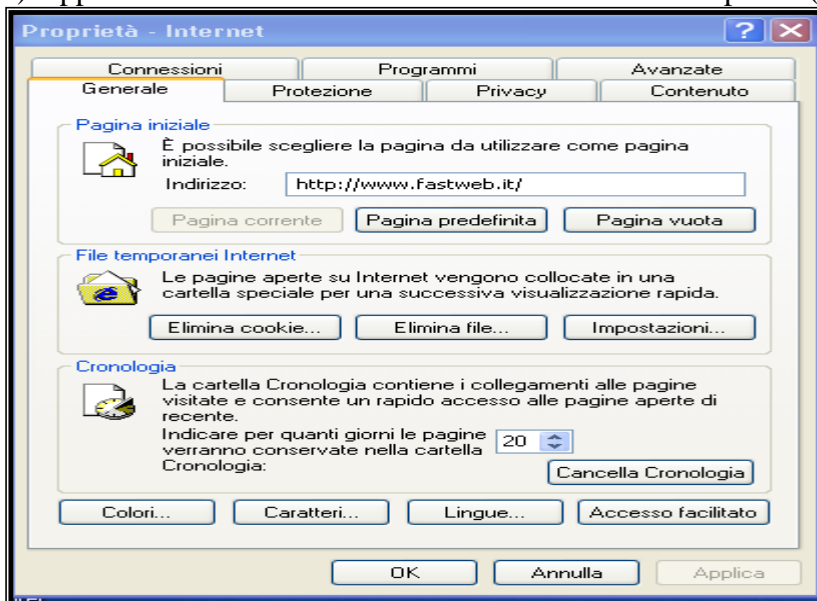 Proprietà - Internet
Connessioni Programmi Avanzate
Generale Protezione Privacy Contenuto
Pagina iniziale
È possibile scegliere la pagina da utilizzare come pagina
iniziale.
Indirizzo: http://www.fastweb.it/
Pagina corrente Pagina predefinita Pagina vuota
File temporanei Internet
Le pagine aperte su Internet vengono collocate in una
cartella speciale per una successiva visualizzazione rapida.
Elimina cookie... Elimina file... Impostazioni...
Cronologia
La cartella Cronologia contiene i collegamenti alle pagine
visitate e consente un rapido accesso alle pagine aperte di
recente.
Indicare per quanti giorni le pagine 20
verranno conservate nella cartella
Cronologia:
Cancella Cronologia
Colori... Caratteri... Lingue... Accesso facilitato
OK Annulla Applica